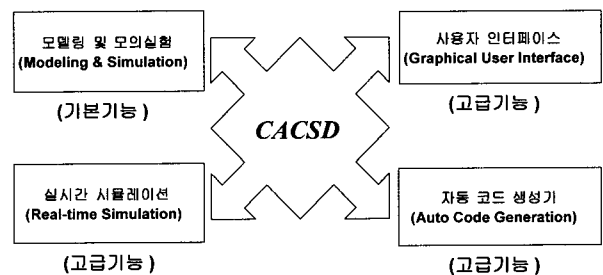 모델링 및 모의실험
(Modeling & Simulation)
(기본기능)
사용자 인터페이스
(Graphical User Interface)
(고급기능)
CACSD
실시간 시뮬레이션
(Real-time Simulation)
(고급기능)
자동 코드 생성기
(Auto Code Generation)
(고급기능)